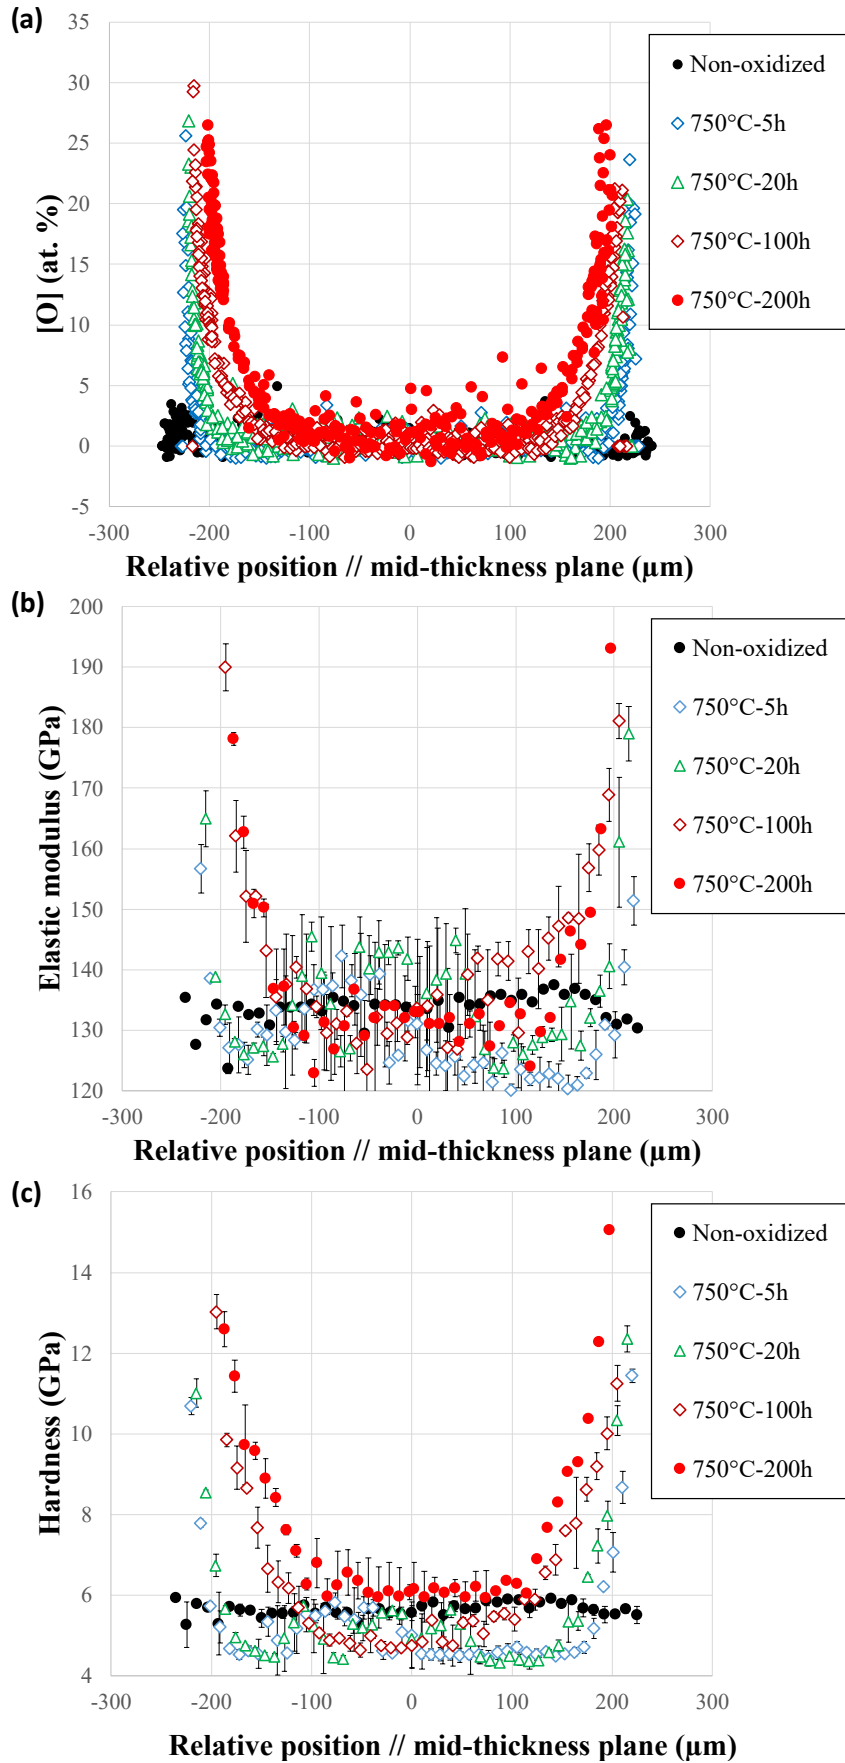 (a)
35
30
25
20
15
10
5
0
-5
[O] (at. %)
-300 -200 -100 0 100 200 300
Relative position // mid-thickness plane (µm)
Non-oxidized
750°C-5h
750°C-20h
750°C-100h
750°C-200h
(b)
200
190
180
170
160
150
140
130
120
Elastic modulus (GPa)
-300 -200 -100 0 100 200 300
Relative position // mid-thickness plane (µm)
Non-oxidized
750°C-5h
750°C-20h
750°C-100h
750°C-200h
(c)
16
14
12
10
8
6
4
Hardness (GPa)
-300 -200 -100 0 100 200 300
Relative position // mid-thickness plane (µm)
Non-oxidized
750°C-5h
750°C-20h
750°C-100h
750°C-200h